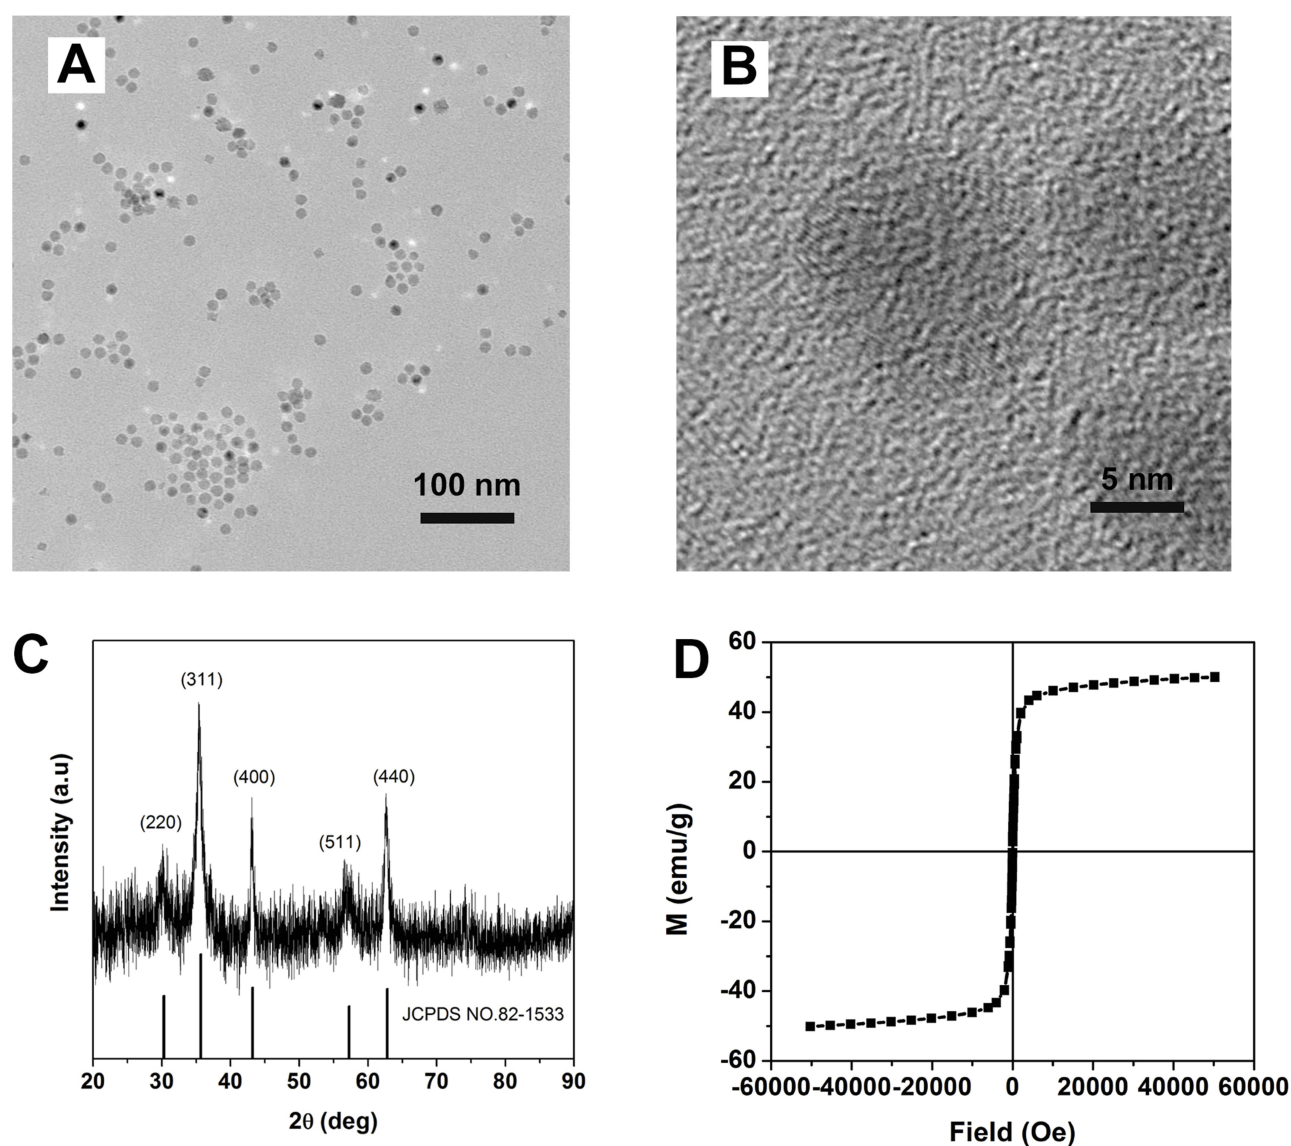 A
B
100 nm
5 nm
C
D
(311)
(400)
(440)
(220)
(511)
Intensity (a.u)
JCPDS NO.82-1533
20 30 40 50 60 70 80 90
2θ (deg)
60
40
20
0
-20
-40
-60
M (emu/g)
-60000 -40000 -20000 0 20000 40000 60000
Field (Oe)